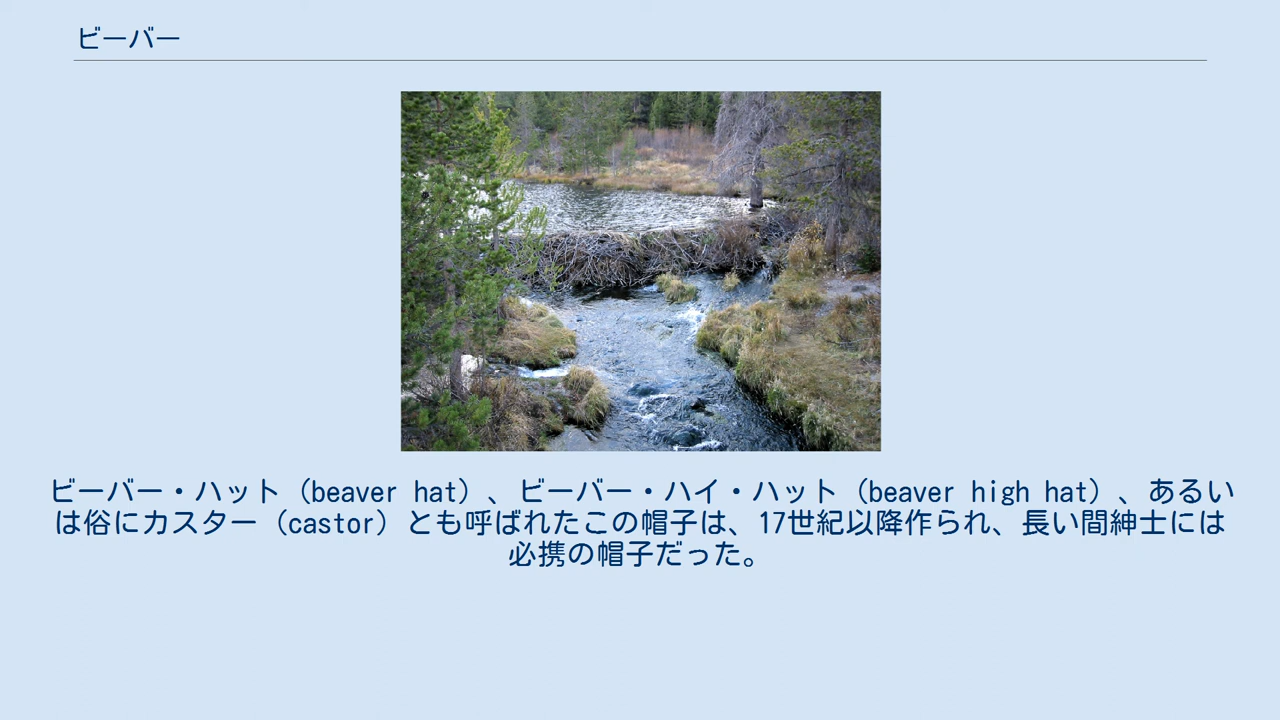 ビーバー
ビーバー・ハット（beaver hat）、ビーバー・ハイ・ハット（beaver high hat）、あるい
は俗にカスター（castor）とも呼ばれたこの帽子は、17世紀以降作られ、長い間紳士には
必携の帽子だった。